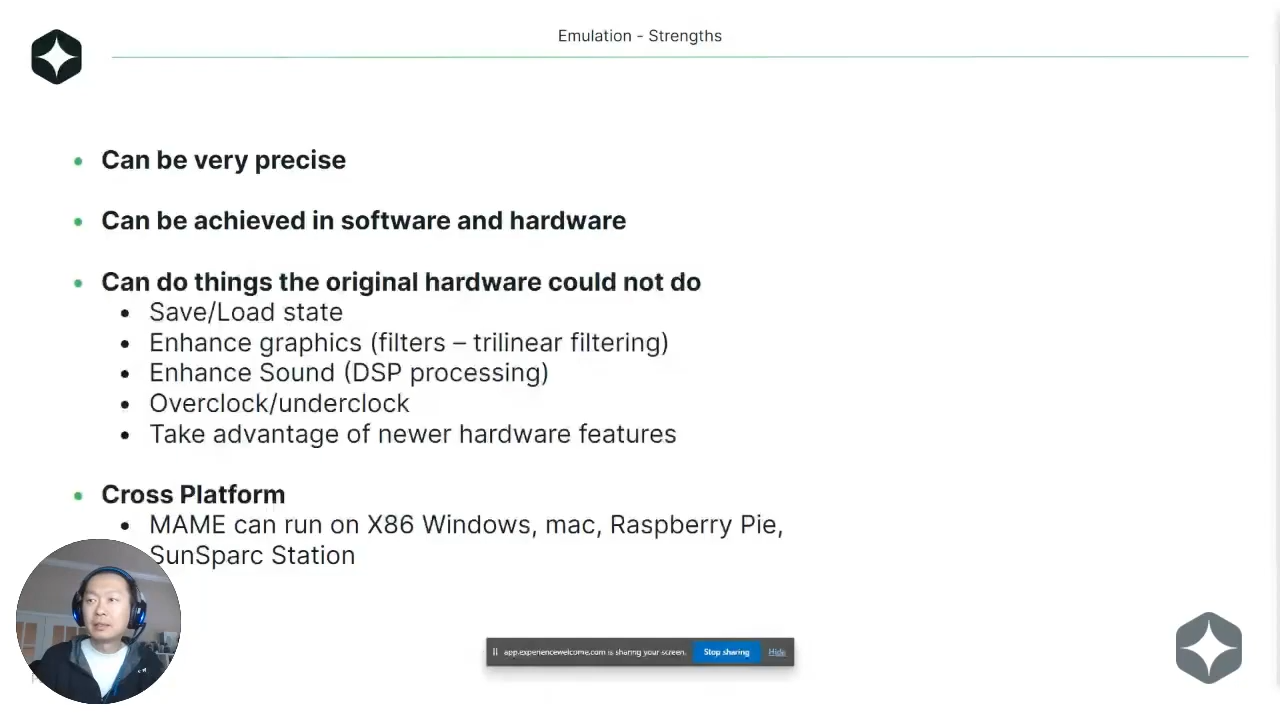 Emulation - Strengths
• Can be very precise
• Can be achieved in software and hardware
• Can do things the original hardware could not do
• Save/Load state
• Enhance graphics (filters – trilinear filtering)
• Enhance Sound (DSP processing)
• Overclock/underclock
• Take advantage of newer hardware features
• Cross Platform
• MAME can run on X86 Windows, mac, Raspberry Pie,
SunSparc Station
app.experiencewelcome.com is sharing your screen. Stop sharing Hide